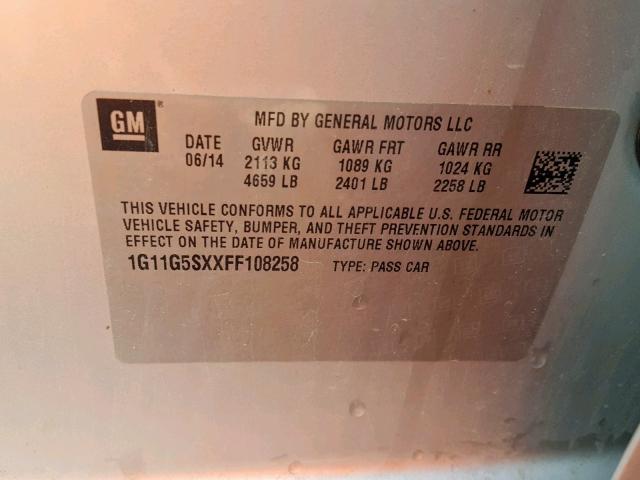 GM®
MFD BY GENERAL MOTORS LLC
DATE GVWR GAWR FRT GAWR RR
06/14 2113 KG 1089 KG 1024 KG
4659 LB 2401 LB 2258 LB
THIS VEHICLE CONFORMS TO ALL APPLICABLE U.S. FEDERAL MOTOR
VEHICLE SAFETY, BUMPER, AND THEFT PREVENTION STANDARDS IN
EFFECT ON THE DATE OF MANUFACTURE SHOWN ABOVE.
1G11G5SXXFF108258 TYPE: PASS CAR